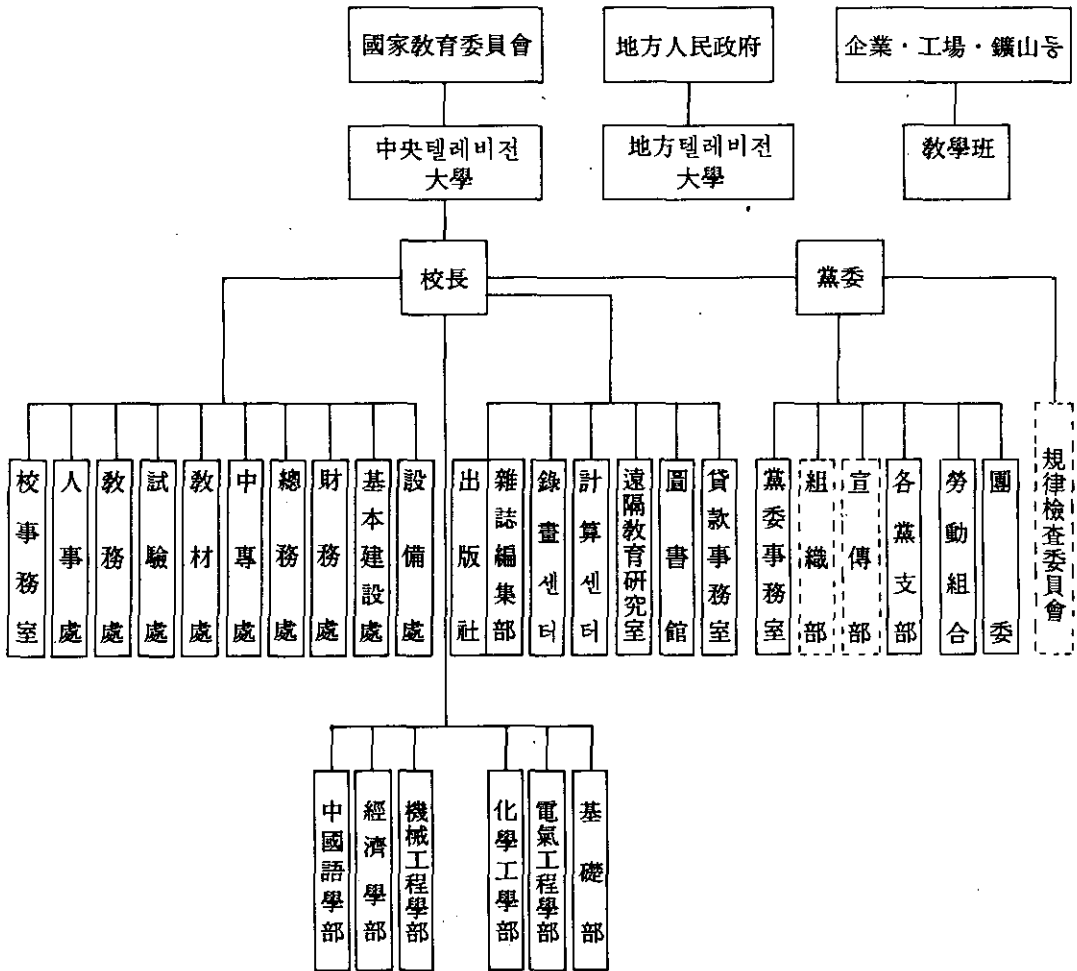 國家敎育委員會
地方人民政府
企業·工場·鑛山등
中央텔레비전
大學
地方텔레비전
大學
敎學班
校長
黨委
校事務室
人事處
敎務處
試驗處
敎材處
中專處
總務處
財務處
基本建設處
設備處
出版社
雜誌編集部
錄畫센터
計算센터
遠隔敎育硏究室
圖書館
貸款事務室
黨委事務室
組織部
宣傳部
各黨支部
勞動組合
團委
規律檢査委員會
中國語學部
經濟學部
機械工程學部
化學工學部
電氣工程學部
基礎部